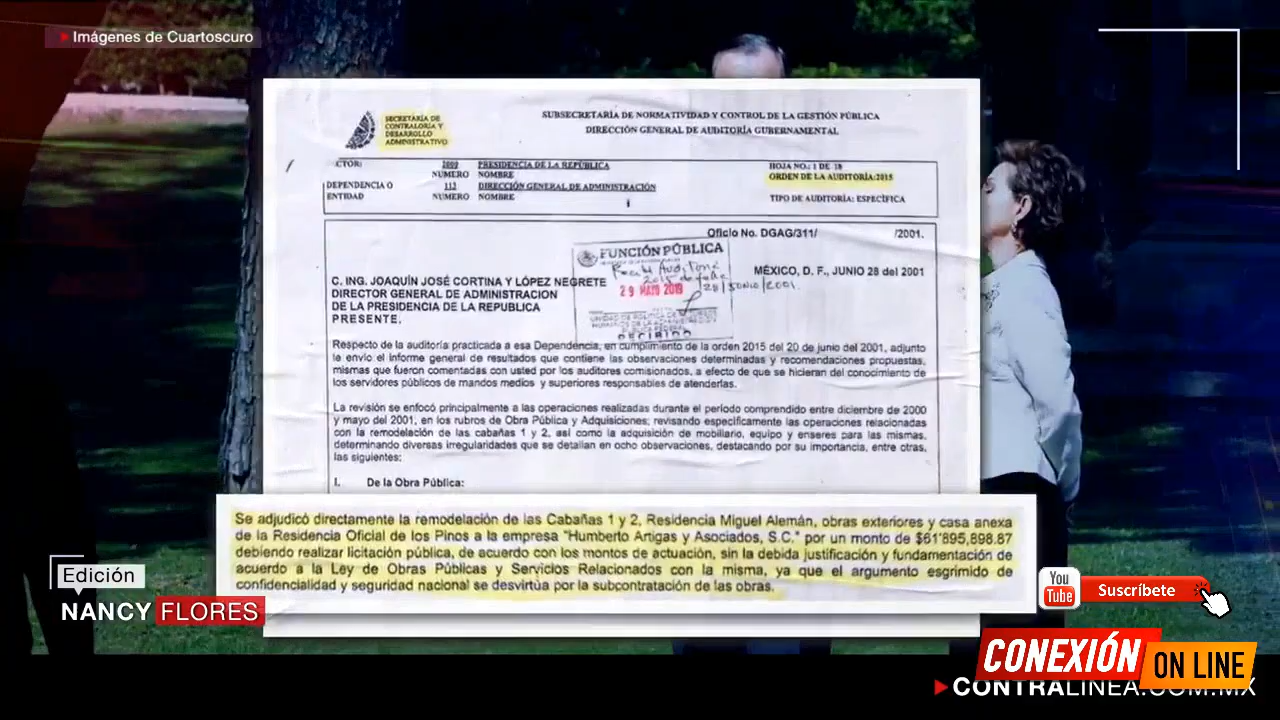 Imágenes de Cuartoscuro
SECRETARÍA DE
CONTRALORÍA Y
DESARROLLO
ADMINISTRATIVO
SUBSECRETARÍA DE NORMATIVIDAD Y CONTROL DE LA GESTIÓN PÚBLICA
DIRECCIÓN GENERAL DE AUDITORÍA GUBERNAMENTAL
CTOR: 2000 PRESIDENCIA DE LA REPÚBLICA HOJA NO.: 1 DE 18
NUMERO NOMBRE ORDEN DE LA AUDITORÍA:2015
DEPENDENCIA O 113 DIRECCIÓN GENERAL DE ADMINISTRACIÓN
ENTIDAD NUMERO NOMBRE TIPO DE AUDITORÍA: ESPECÍFICA
Oficio No. DGAG/311/ /2001.
FUNCIÓN PÚBLICA
29 MAYO 2019
28/junio/2001.
RECIBIDO
MÉXICO, D. F., JUNIO 28 del 2001
C. ING. JOAQUÍN JOSÉ CORTINA Y LÓPEZ NEGRETE
DIRECTOR GENERAL DE ADMINISTRACION
DE LA PRESIDENCIA DE LA REPUBLICA
PRESENTE.
Respecto de la auditoría practicada a esa Dependencia, en cumplimiento de la orden 2015 del 20 de junio del 2001, adjunto
le envío el informe general de resultados que contiene las observaciones determinadas y recomendaciones propuestas,
mismas que fueron comentadas con usted por los auditores comisionados, a efecto de que se hicieran del conocimiento de
los servidores públicos de mandos medios y superiores responsables de atenderlas.
La revisión se enfocó principalmente a las operaciones realizadas durante el período comprendido entre diciembre de 2000
y mayo del 2001, en los rubros de Obra Pública y Adquisiciones; revisando específicamente las operaciones relacionadas
con la remodelación de las cabañas 1 y 2, así como la adquisición de mobiliario, equipo y enseres para las mismas,
determinando diversas irregularidades que se detallan en ocho observaciones, destacando por su importancia, entre otras,
las siguientes:
I. De la Obra Pública:
Se adjudicó directamente la remodelación de las Cabañas 1 y 2, Residencia Miguel Alemán, obras exteriores y casa anexa
de la Residencia Oficial de los Pinos a la empresa "Humberto Artigas y Asociados, S.C." por un monto de $61'895,898.87
debiendo realizar licitación pública, de acuerdo con los montos de actuación, sin la debida justificación y fundamentación de
acuerdo a la Ley de Obras Públicas y Servicios Relacionados con la misma, ya que el argumento esgrimido de
confidencialidad y seguridad nacional se desvirtúa por la subcontratación de las obras.
Edición
NANCY FLORES
You
Tube
Suscríbete
CONEXIÓN
ON LINE
CONTRALINEA.COM.MX